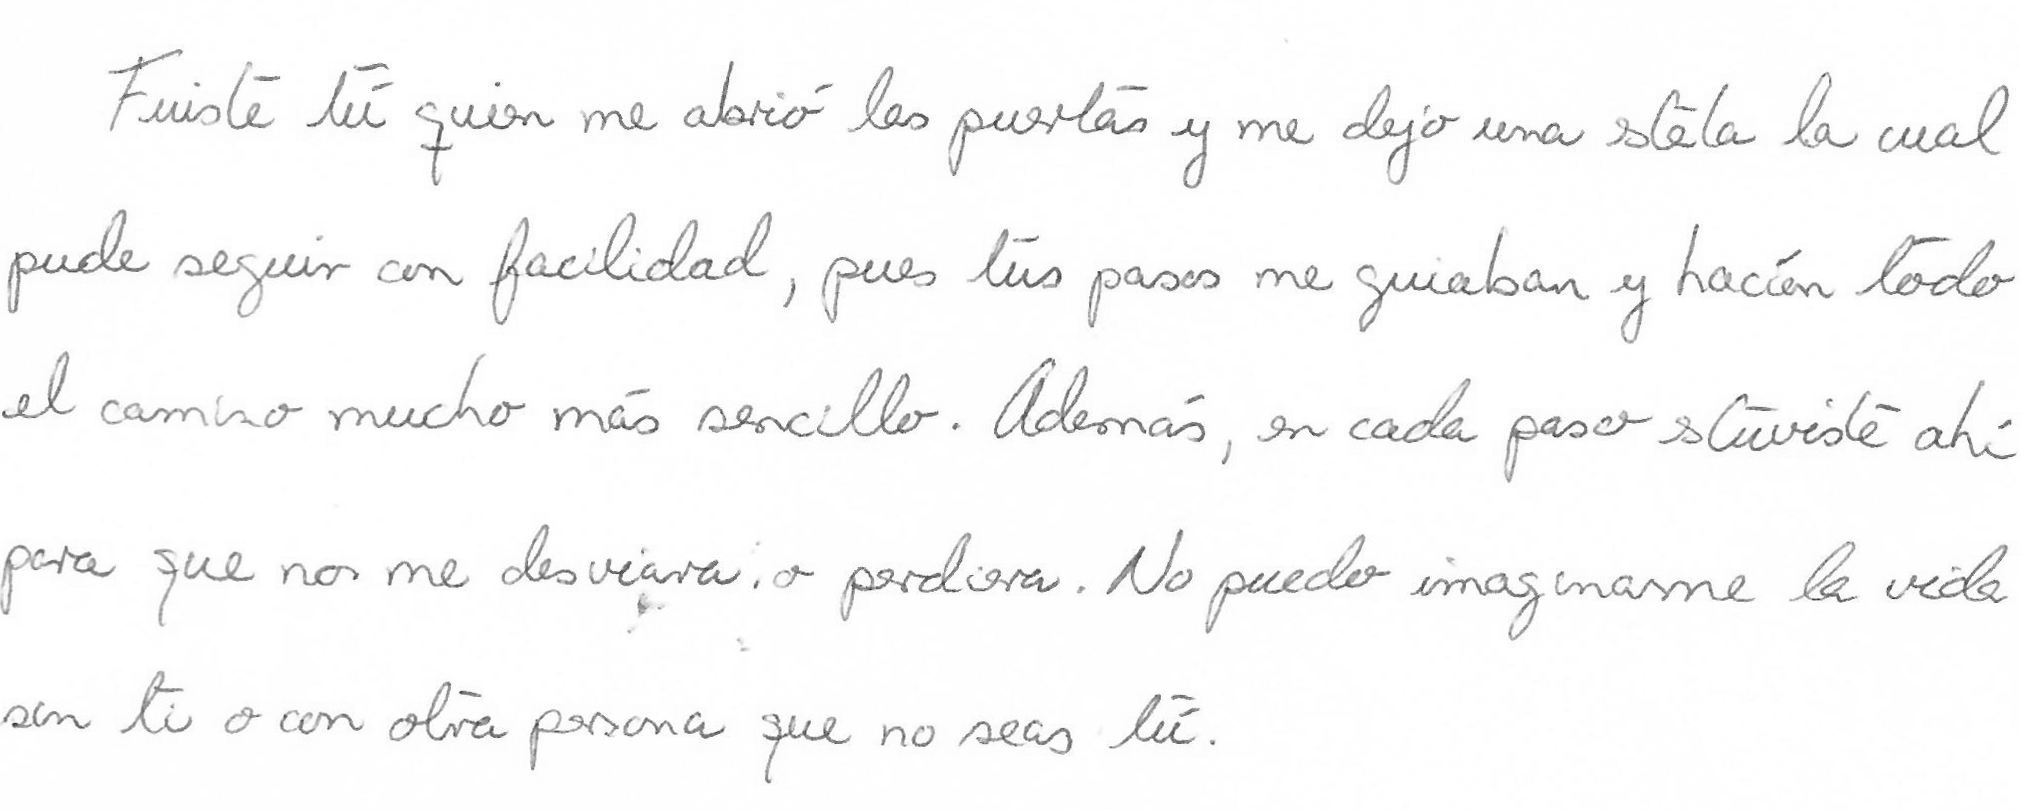 Fuiste tú quien me abrió las puertas y me dejo una stela la cual
pude seguir con facilidad, pues tus pasos me guiaban y hacían todo
el camino mucho más sencillo. Además, en cada paso stuviste ahí
para que no me desviara o perdiera. No puedo imaginarme la vida
sin ti o con otra persona que no seas tú.